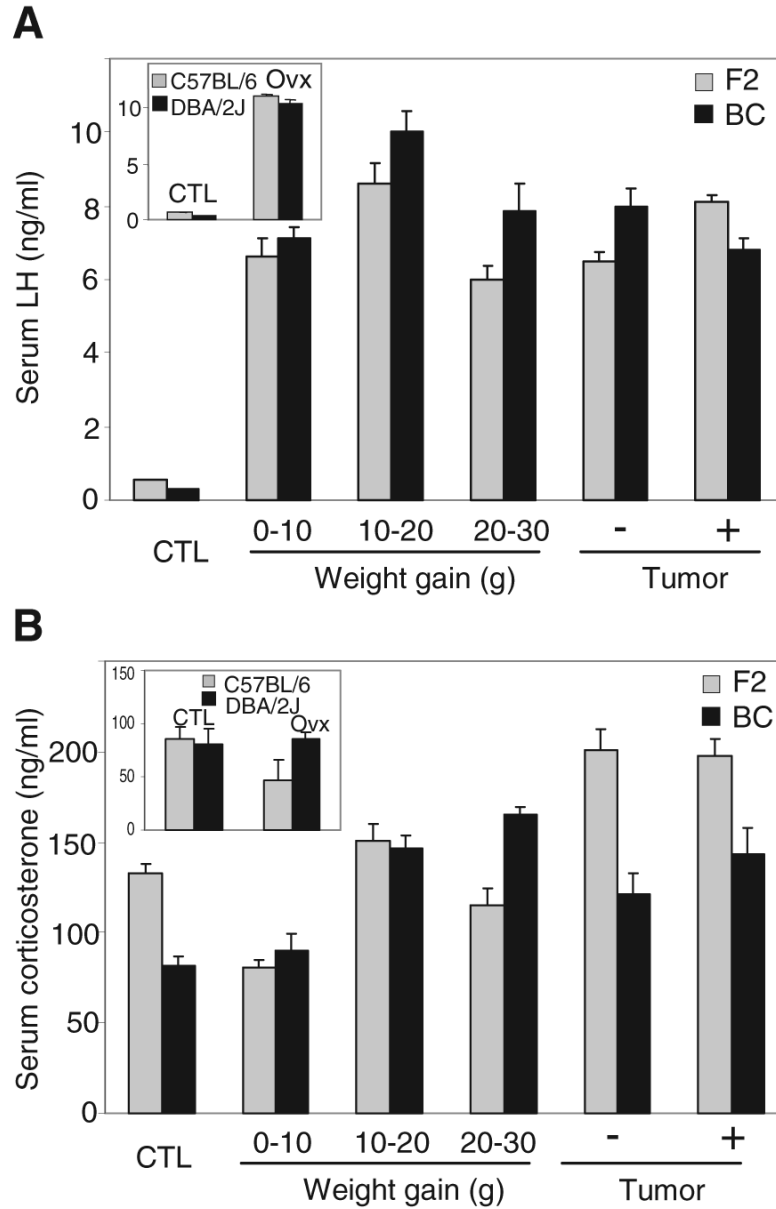 A
C57BL/6 Ovx
DBA/2J
10
5
0
CTL
F2
BC
Serum LH (ng/ml)
10
8
6
4
2
0
CTL
0-10 10-20 20-30 - +
Weight gain (g) Tumor
B
150
100
50
0
C57BL/6
DBA/2J
CTL Ovx
F2
BC
Serum corticosterone (ng/ml)
200
150
100
50
0
CTL 0-10 10-20 20-30 - +
Weight gain (g) Tumor